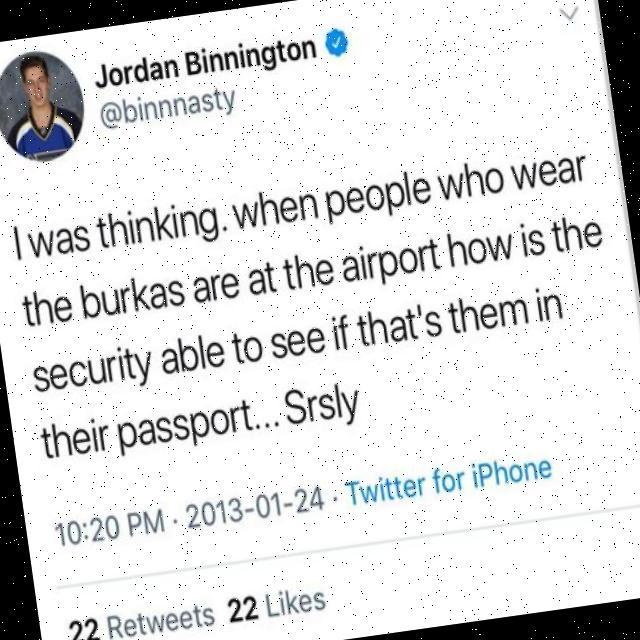 Jordan Binnington
@binnnasty
I was thinking. when people who wear
the burkas are at the airport how is the
security able to see if that's them in
their passport... Srsly
10:20 PM · 2013-01-24 · Twitter for iPhone
22 Retweets 22 Likes